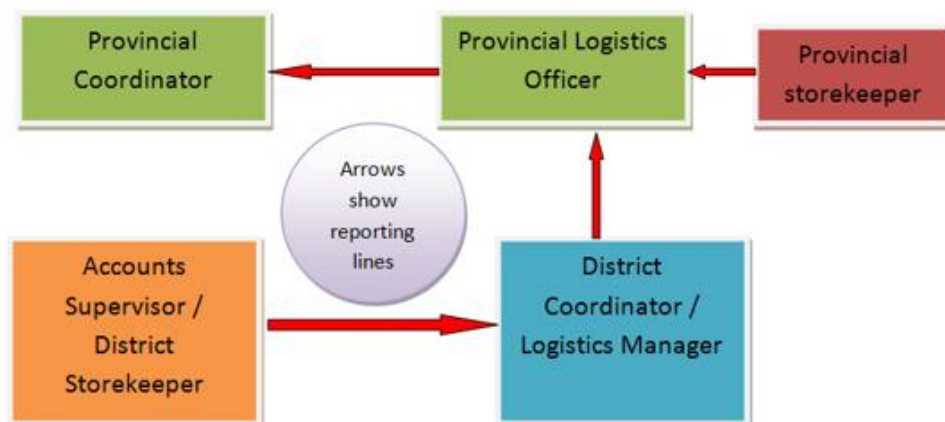 Provincial
Coordinator
Provincial Logistics
Officer
Provincial
storekeeper
Arrows
show
reporting
lines
Accounts
Supervisor /
District
Storekeeper
District
Coordinator /
Logistics Manager